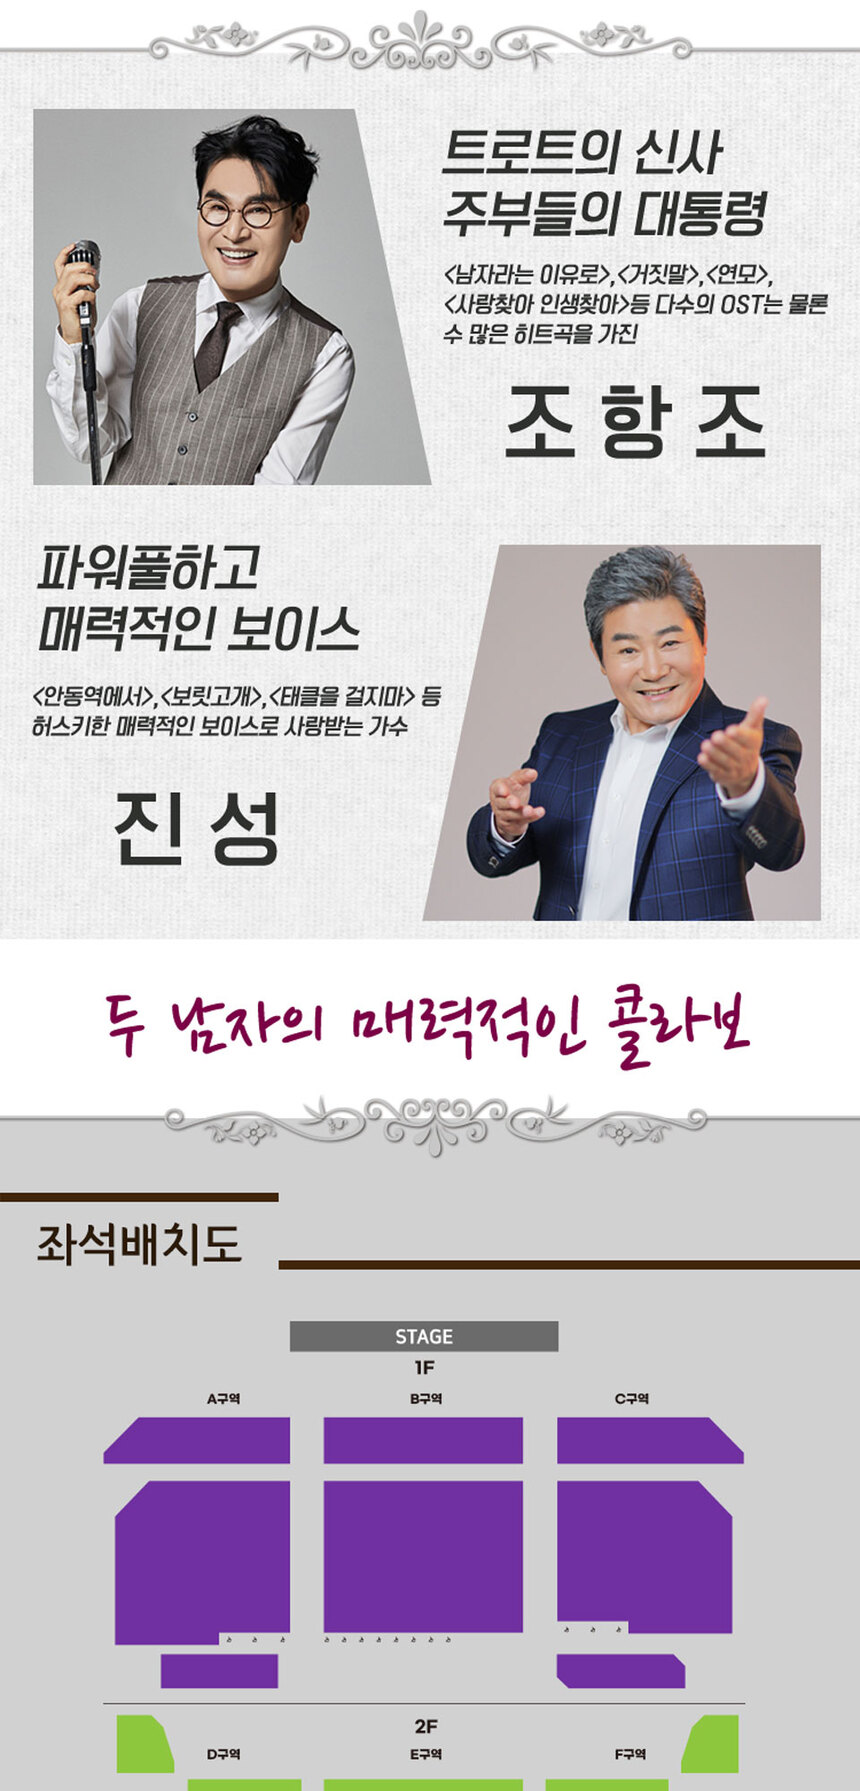 트로트의 신사
주부들의 대통령
<남자라는 이유로>,<거짓말>,<연모>,
<사랑찾아 인생찾아>등 다수의 OST는 물론
수 많은 히트곡을 가진
조항조
파워풀하고
매력적인 보이스
<안동역에서>,<보릿고개>,<태클을 걸지마> 등
허스키한 매력적인 보이스로 사랑받는 가수
진성
두 남자의 매력적인 콜라보
좌석배치도
STAGE
1F
A구역 B구역 C구역
2F
D구역 E구역 F구역